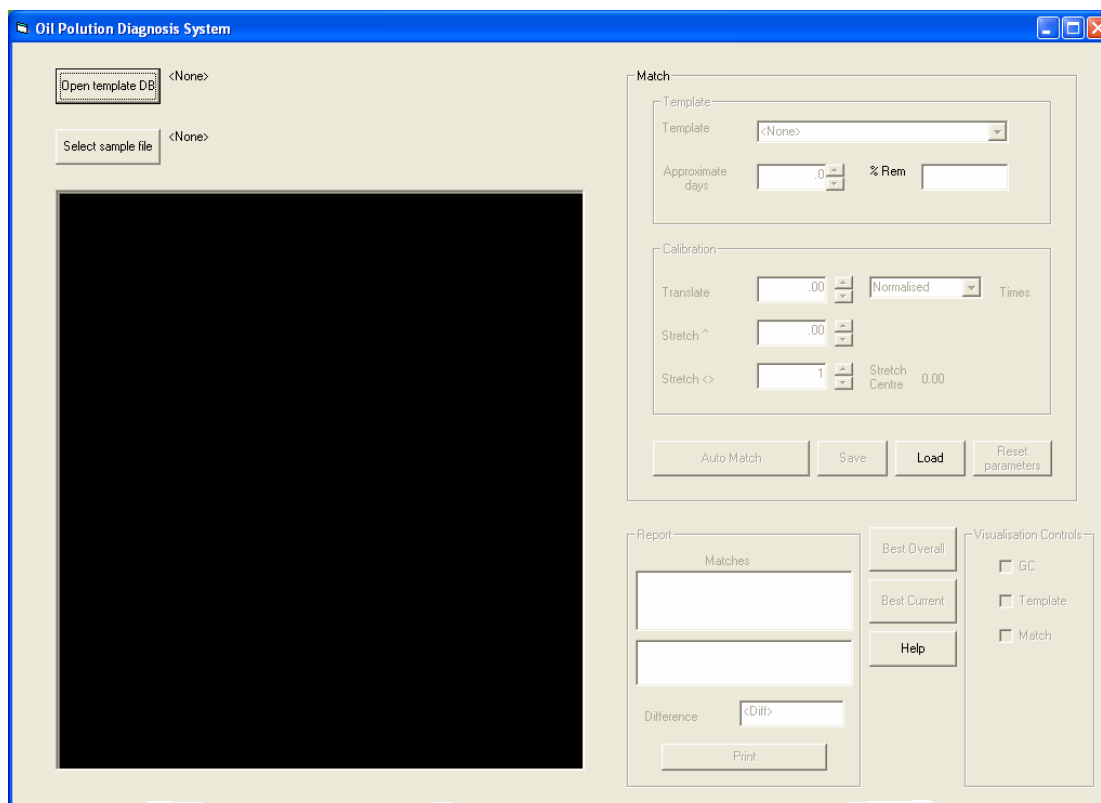 Oil Polution Diagnosis System
Open template DB
<None>
Select sample file
<None>
Match
Template
Template
<None>
Approximate
days
.0
% Rem
Calibration
Translate
.00
Normalised
Times
Stretch ^
.00
Stretch <>
1
Stretch
Centre
0.00
Auto Match
Save
Load
Reset
parameters
Report
Matches
Difference
<Diff>
Print
Best Overall
Best Current
Help
Visualisation Controls
GC
Template
Match